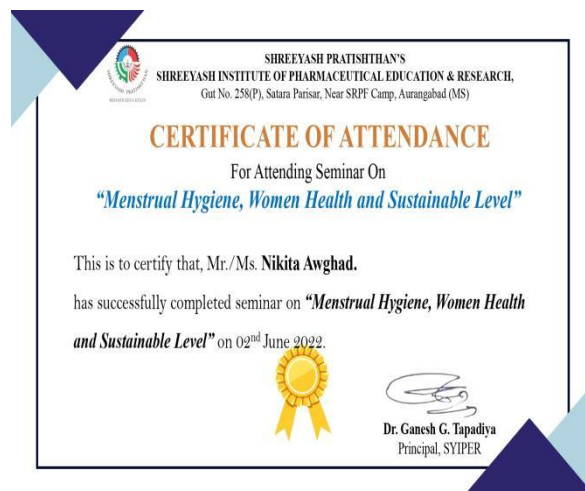 SHREEYASH PRATISHTHAN'S
SHREEYASH INSTITUTE OF PHARMACEUTICAL EDUCATION & RESEARCH,
Gut No. 258(P), Satara Parisar, Near SRPF Camp, Aurangabad (MS)
CERTIFICATE OF ATTENDANCE
For Attending Seminar On
“Menstrual Hygiene, Women Health and Sustainable Level”
This is to certify that, Mr./Ms. Nikita Awghad.
has successfully completed seminar on “Menstrual Hygiene, Women Health
and Sustainable Level” on 02nd June 2022.
Dr. Ganesh G. Tapadiya
Principal, SYIPER